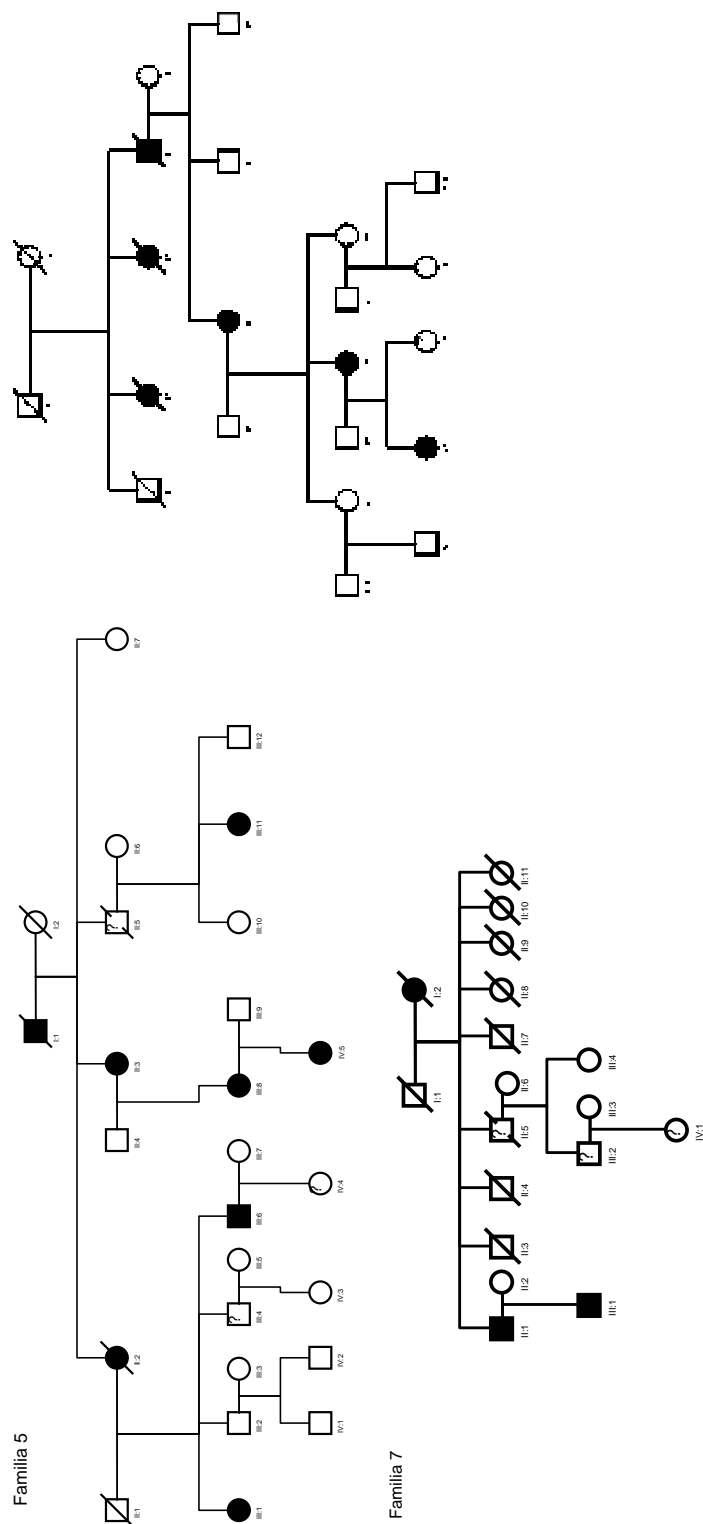 Familia 5
I:1 I:2
? 
II:1 II:2 II:4 II:3 II:5 II:6 II:7
?
III:1 III:2 III:3 III:4 III:5 III:6 III:7 III:8 III:9 III:10 III:11 III:12
?
IV:1 IV:2 IV:3 IV:4 IV:5
Familia 7
I:1 I:2
?
II:1 II:2 II:3 II:4 II:5 II:6 II:7 II:8 II:9 II:10 II:11
?
III:1 III:2 III:3 III:4
?
IV:1